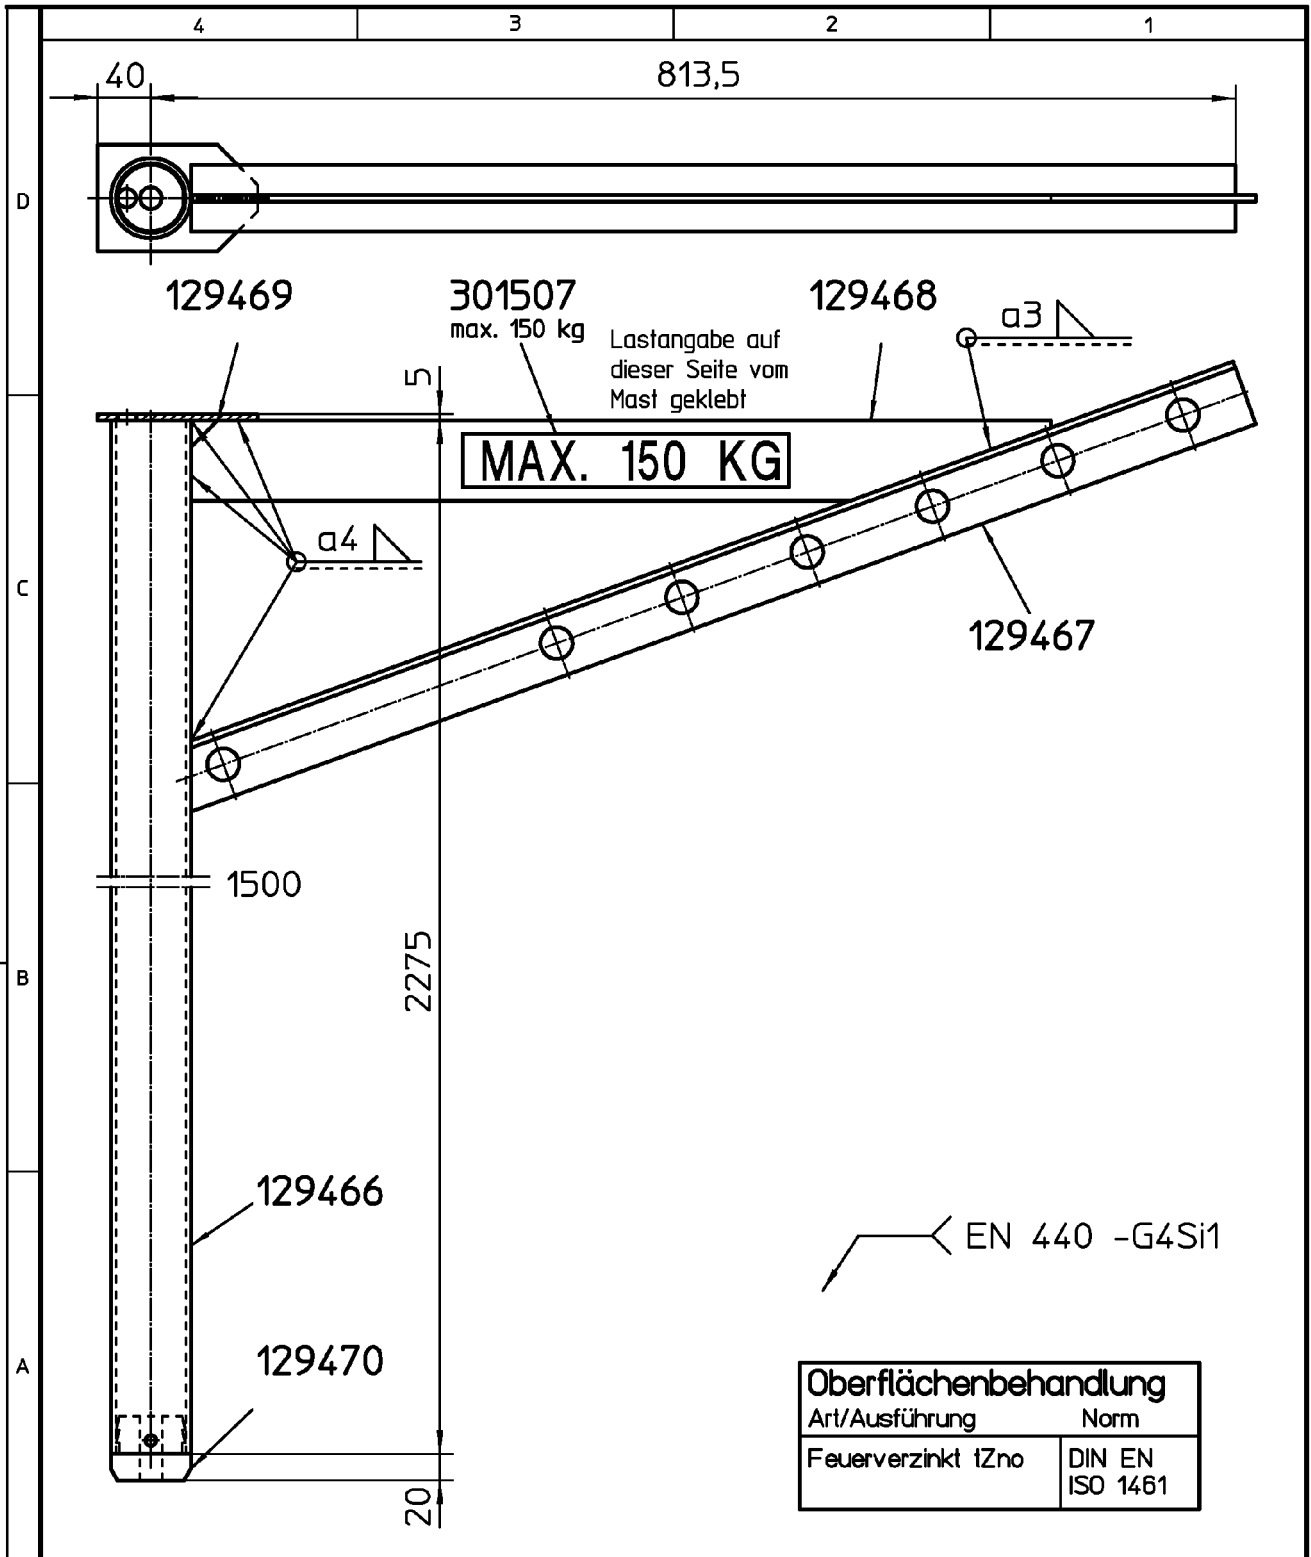 4 3 2 1
40 813,5
D
129469 301507 129468
max. 150 kg
Lastangabe auf
dieser Seite vom
Mast geklebt
a3
5
MAX. 150 KG
a4
C
129467
1500
2275
B
129466
EN 440 -G4Si1
129470
A
Oberflächenbehandlung
Art/Ausführung Norm
Feuerverzinkt tZno DIN EN
ISO 1461
20